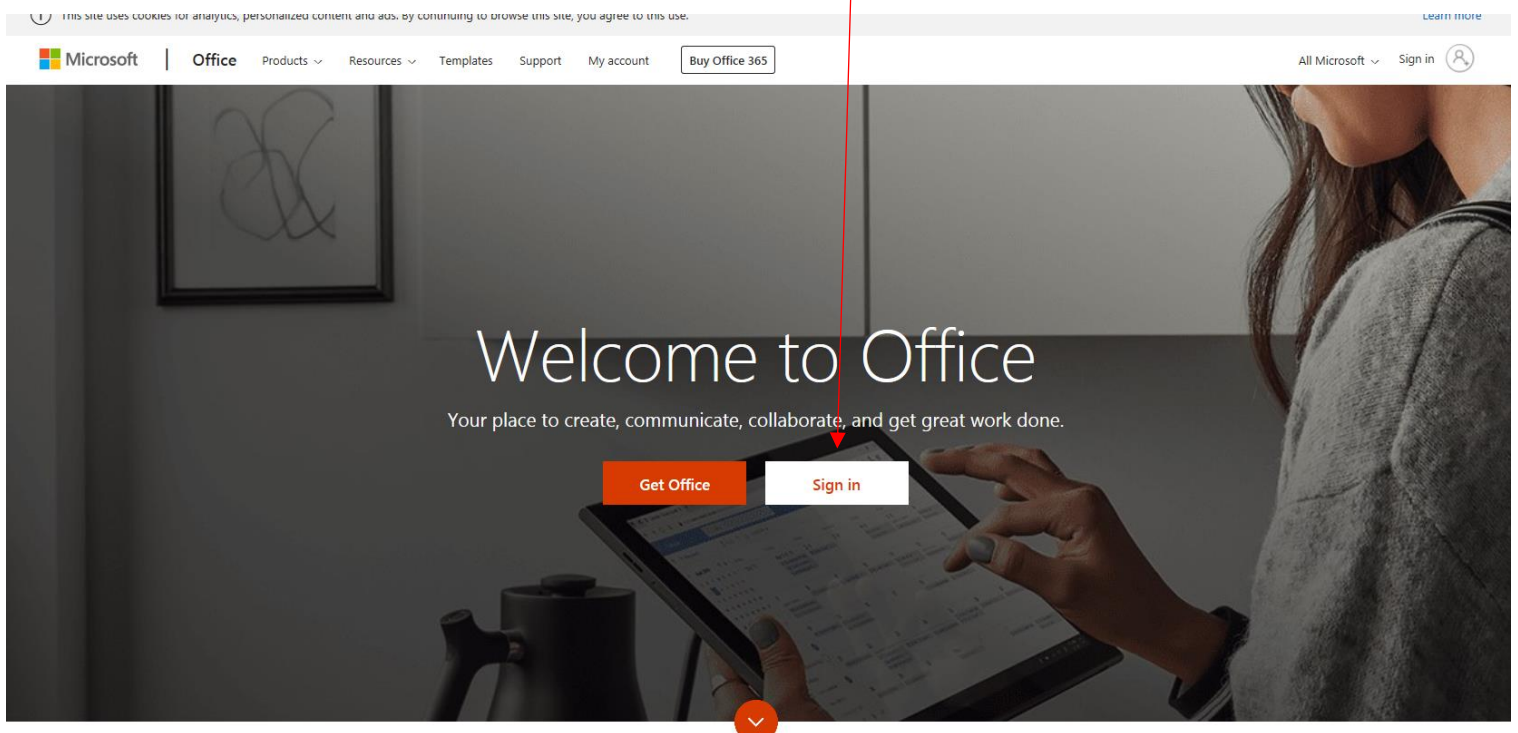 This site uses cookies for analytics, personalized content and ads. By continuing to browse this site, you agree to this use. Learn more
Microsoft | Office Products Resources Templates Support My account Buy Office 365 All Microsoft Sign in
Welcome to Office
Your place to create, communicate, collaborate, and get great work done.
Get Office Sign in